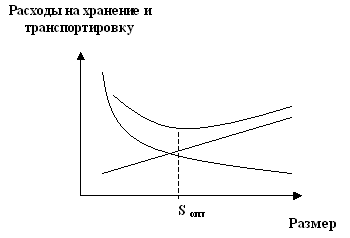 Расходы на хранение и
транспортировку
S опт
Размер